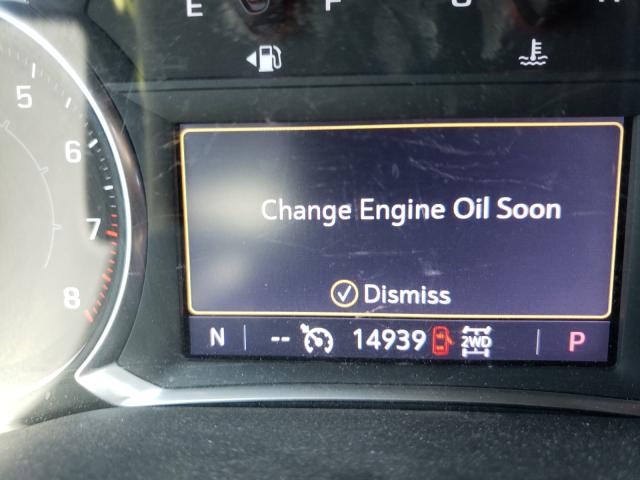 E F C
5
6
7
8
Change Engine Oil Soon
Dismiss
N -- 14939 2WD P